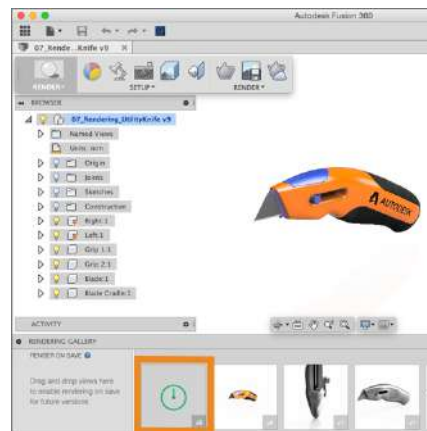 Autodesk Fusion 360
07_Rende...Knife v9
RENDER
SETUP
RENDER
BROWSER
07_Rendering_UtilityKnife v9
Named Views
Units: mm
Origin
Joints
Sketches
Construction
Right:1
Left:1
Grip 1:1
Grip 2:1
Blade:1
Blade Cradle:1
AUTODESK
ACTIVITY
RENDERING GALLERY
RENDER ON SAVE
Drag and drop views here
to enable rendering on save
for future versions.